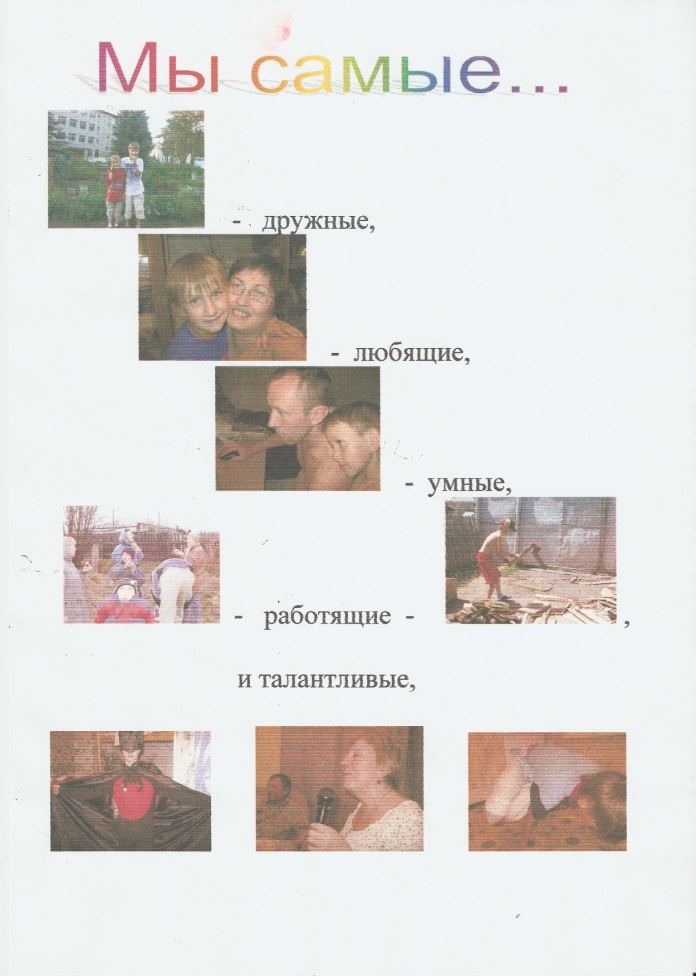 Мы самые...
- дружные,
- любящие,
- умные,
- работящие - ,
и талантливые,